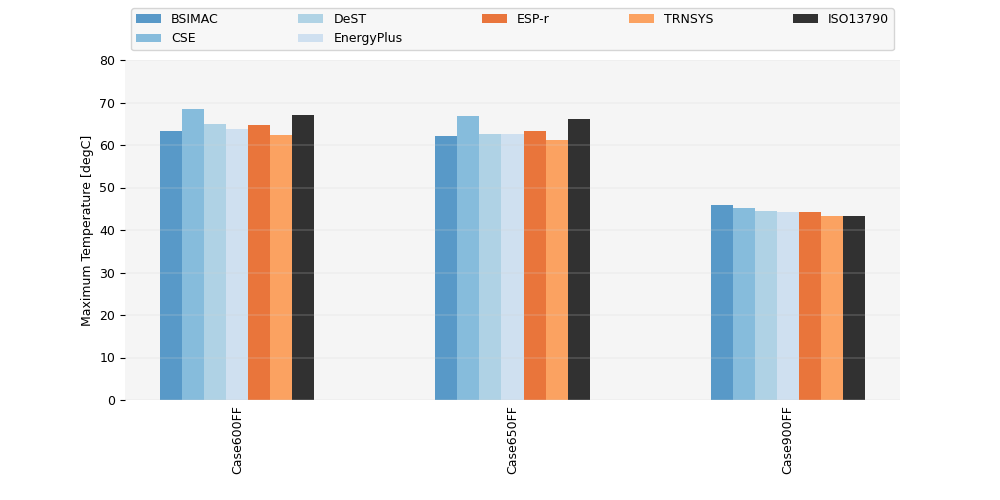 BSIMAC DeST ESP-r TRNSYS ISO13790
CSE EnergyPlus
Maximum Temperature [degC]
80
70
60
50
40
30
20
10
0
Case600FF
Case650FF
Case900FF